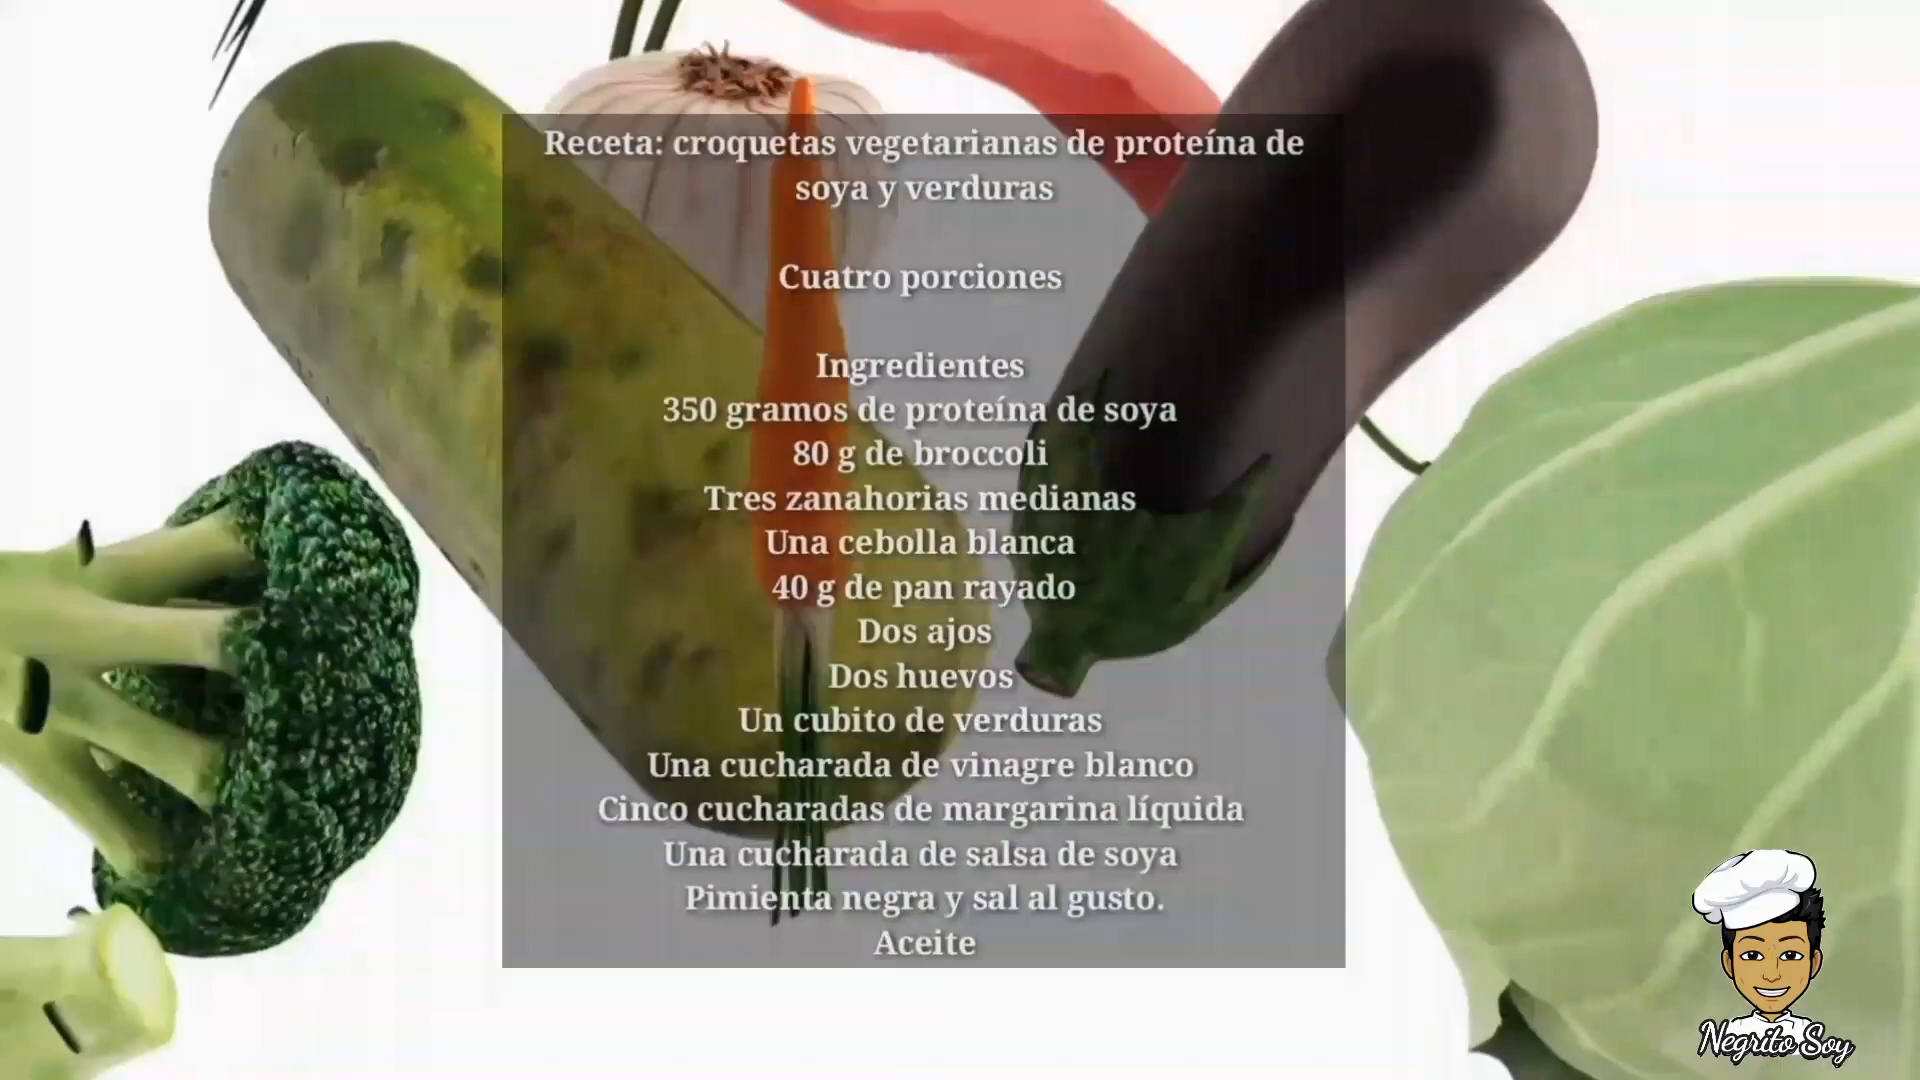 Receta: croquetas vegetarianas de proteína de
soya y verduras
Cuatro porciones
Ingredientes
350 gramos de proteína de soya
80 g de broccoli
Tres zanahorias medianas
Una cebolla blanca
40 g de pan rayado
Dos ajos
Dos huevos
Un cubito de verduras
Una cucharada de vinagre blanco
Cinco cucharadas de margarina líquida
Una cucharada de salsa de soya
Pimienta negra y sal al gusto.
Aceite
Negrito Soy